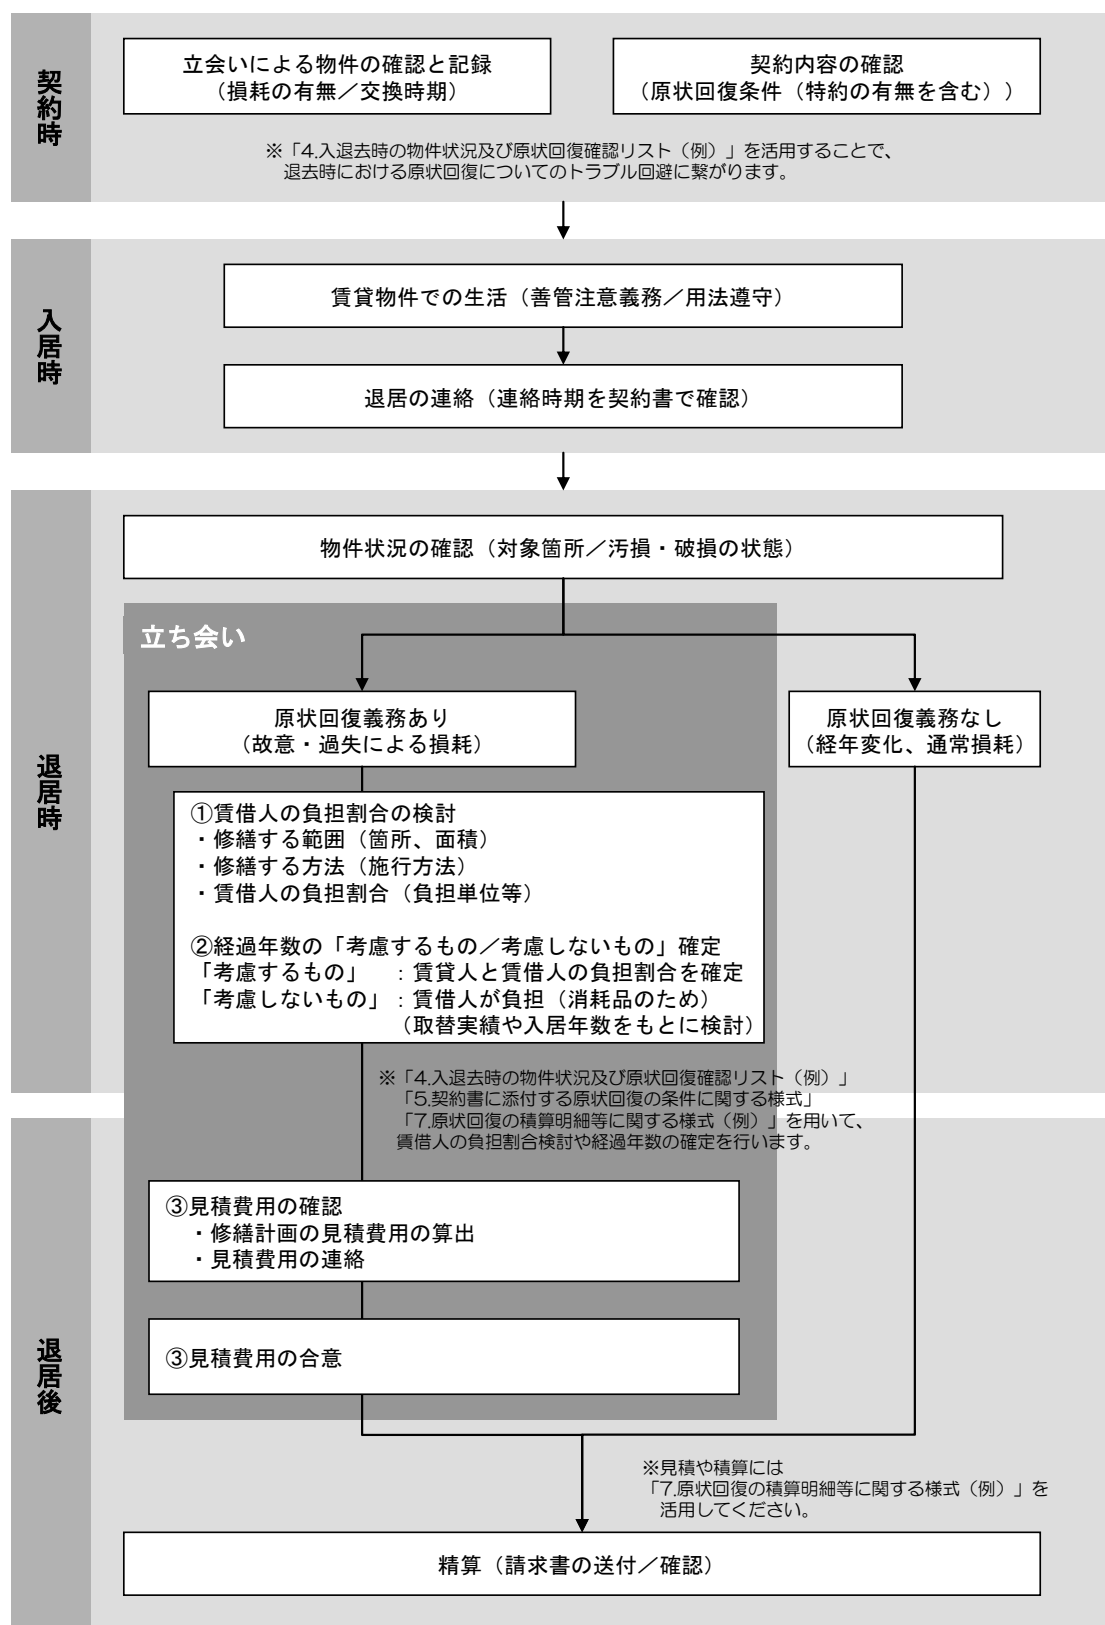 契約時
立会いによる物件の確認と記録
（損耗の有無／交換時期）
契約内容の確認
（原状回復条件（特約の有無を含む））
※「4.入退去時の物件状況及び原状回復確認リスト（例）」を活用することで、
退去時における原状回復についてのトラブル回避に繋がります。
入居時
賃貸物件での生活（善管注意義務／用法遵守）
退居の連絡（連絡時期を契約書で確認）
退居時
物件状況の確認（対象箇所／汚損・破損の状態）
立ち会い
原状回復義務あり
（故意・過失による損耗）
原状回復義務なし
（経年変化、通常損耗）
①賃借人の負担割合の検討
・修繕する範囲（箇所、面積）
・修繕する方法（施行方法）
・賃借人の負担割合（負担単位等）
②経過年数の「考慮するもの／考慮しないもの」確定
「考慮するもの」　：賃貸人と賃借人の負担割合を確定
「考慮しないもの」：賃借人が負担（消耗品のため）
（取替実績や入居年数をもとに検討）
※「4.入退去時の物件状況及び原状回復確認リスト（例）」
「5.契約書に添付する原状回復の条件に関する様式」
「7.原状回復の積算明細等に関する様式（例）」を用いて、
賃借人の負担割合検討や経過年数の確定を行います。
退居後
③見積費用の確認
・修繕計画の見積費用の算出
・見積費用の連絡
③見積費用の合意
※見積や積算には
「7.原状回復の積算明細等に関する様式（例）」を
活用してください。
精算（請求書の送付／確認）